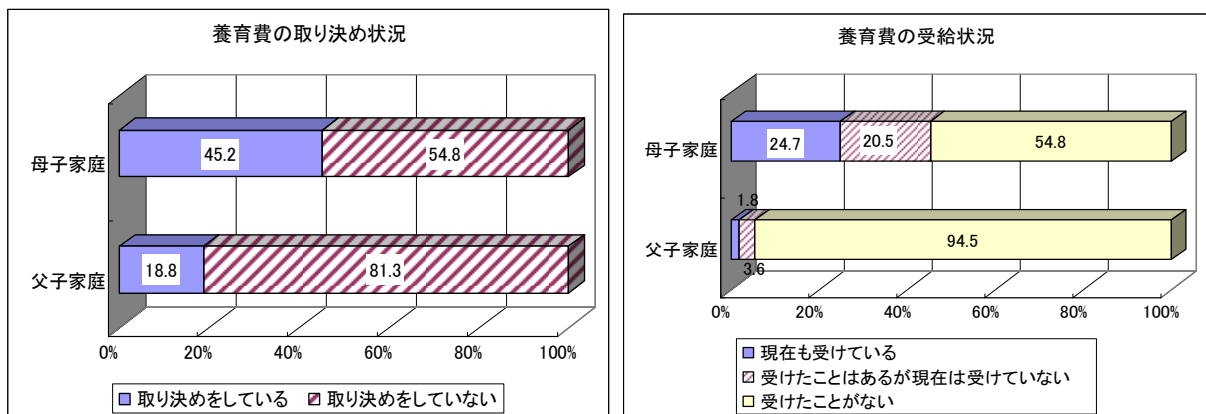 養育費の取り決め状況
母子家庭
45.2
54.8
父子家庭
18.8
81.3
0%
20%
40%
60%
80%
100%
取り決めをしている
取り決めをしていない
養育費の受給状況
母子家庭
24.7
20.5
54.8
父子家庭
1.8
3.6
94.5
0%
20%
40%
60%
80%
100%
現在も受けている
受けたことはあるが現在は受けていない
受けたことがない